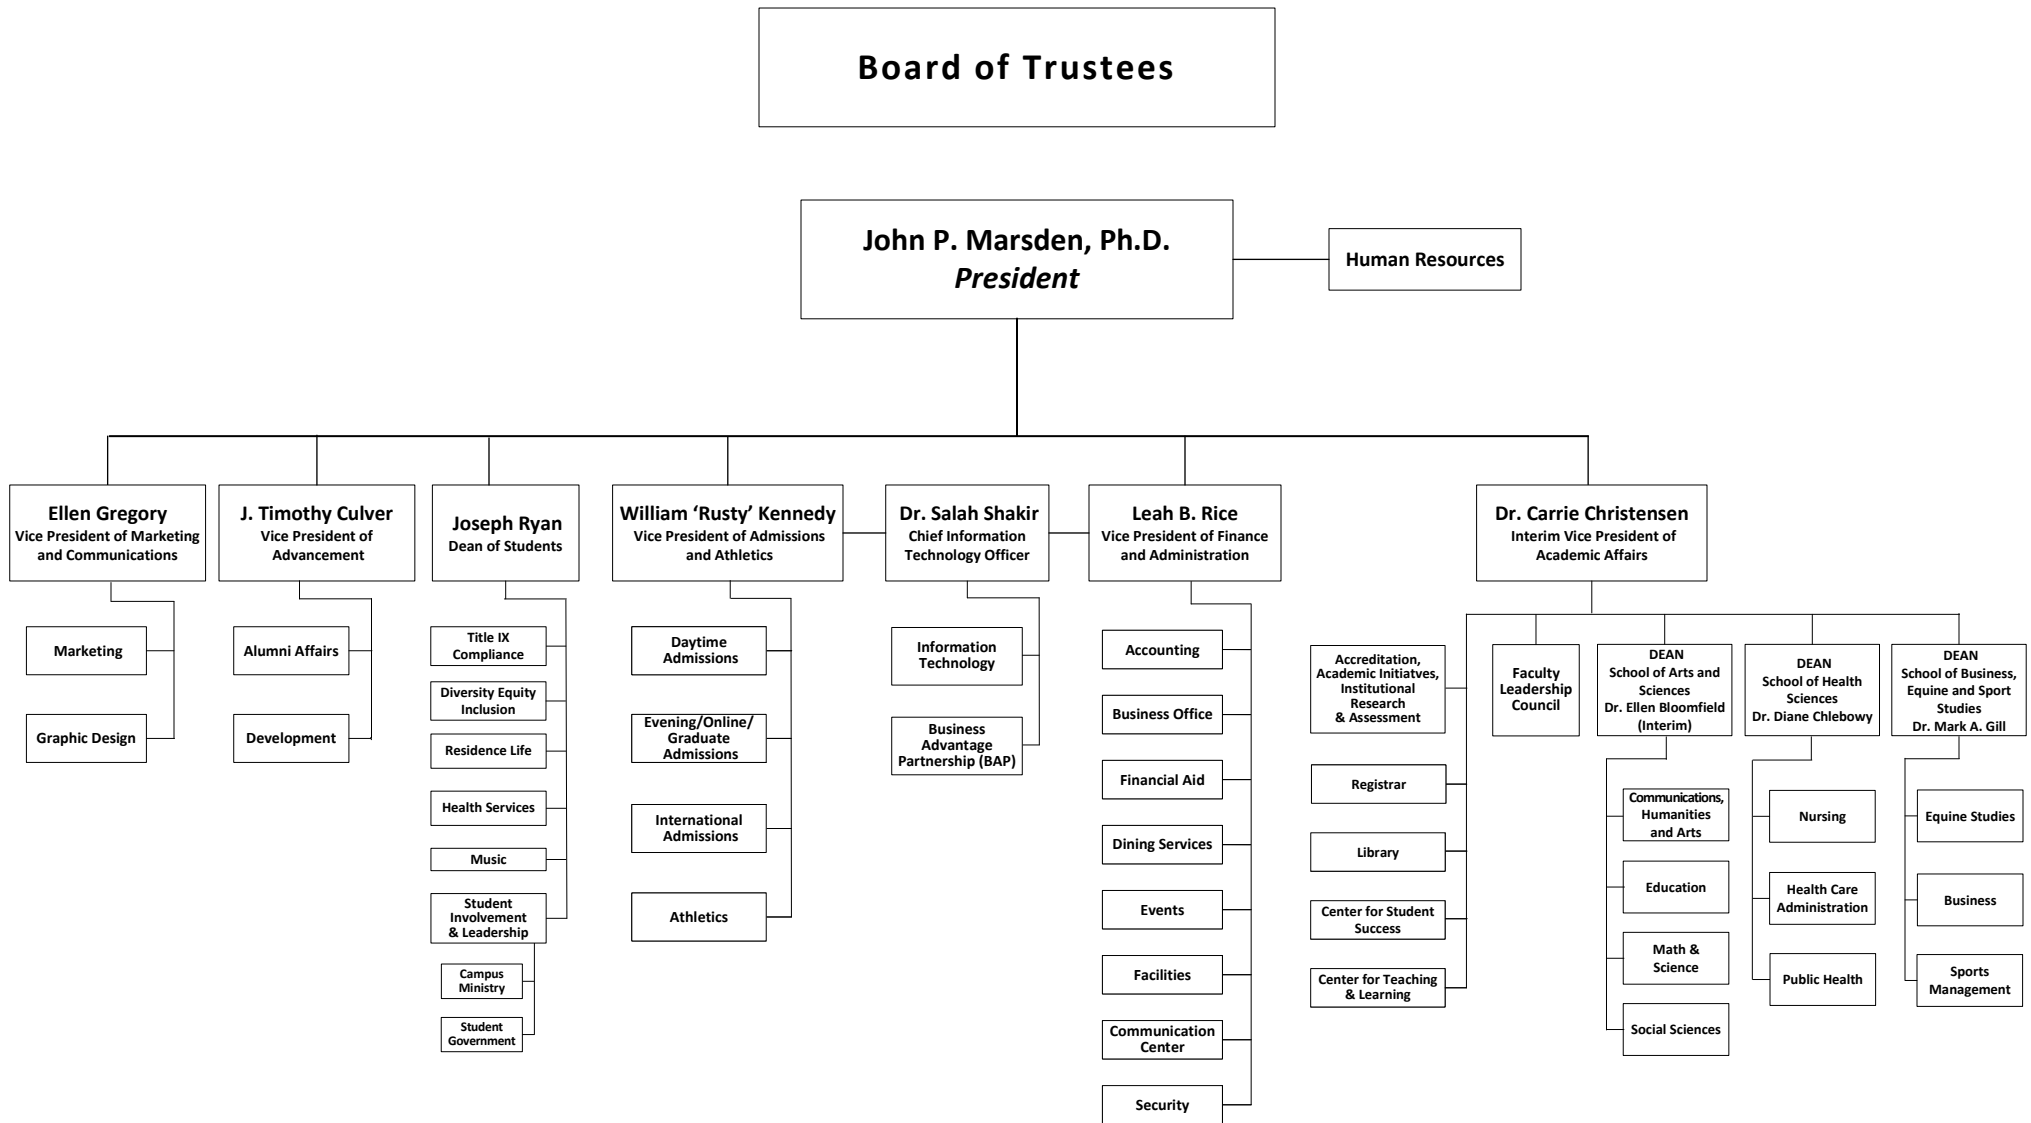 Board of Trustees
John P. Marsden, Ph.D.
President
Human Resources
Ellen Gregory
Vice President of Marketing
and Communications
J. Timothy Culver
Vice President of
Advancement
Joseph Ryan
Dean of Students
William ‘Rusty’ Kennedy
Vice President of Admissions
and Athletics
Dr. Salah Shakir
Chief Information
Technology Officer
Leah B. Rice
Vice President of Finance
and Administration
Dr. Carrie Christensen
Interim Vice President of
Academic Affairs
Marketing
Graphic Design
Alumni Affairs
Development
Title IX
Compliance
Diversity Equity
Inclusion
Residence Life
Health Services
Music
Student
Involvement
& Leadership
Campus
Ministry
Student
Government
Daytime
Admissions
Evening/Online/
Graduate
Admissions
International
Admissions
Athletics
Information
Technology
Business
Advantage
Partnership (BAP)
Accounting
Business Office
Financial Aid
Dining Services
Events
Facilities
Communication
Center
Security
Accreditation,
Academic Initiatves,
Institutional
Research
& Assessment
Registrar
Library
Center for Student
Success
Center for Teaching
& Learning
Faculty
Leadership
Council
DEAN
School of Arts and
Sciences
Dr. Ellen Bloomfield
(Interim)
Communications,
Humanities
and Arts
Education
Math &
Science
Social Sciences
DEAN
School of Health
Sciences
Dr. Diane Chlebowy
Nursing
Health Care
Administration
Public Health
DEAN
School of Business,
Equine and Sport
Studies
Dr. Mark A. Gill
Equine Studies
Business
Sports
Management